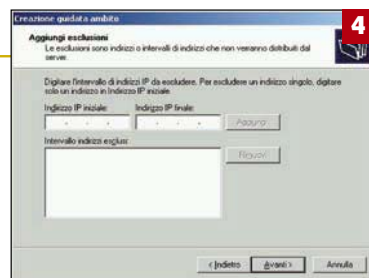 Creazione guidata ambito
4
Aggiungi esclusioni
Le esclusioni sono indirizzi o intervalli di indirizzi che non verranno distribuiti dal
server.
Digitare l'intervallo di indirizzi IP da escludere. Per escludere un indirizzo singolo, digitare
solo un indirizzo in Indirizzo IP iniziale.
Indirizzo IP iniziale:
Indirizzo IP finale:
Aggiungi
Intervallo indirizzi esclusi:
Rimuovi
< Indietro
Avanti >
Annulla